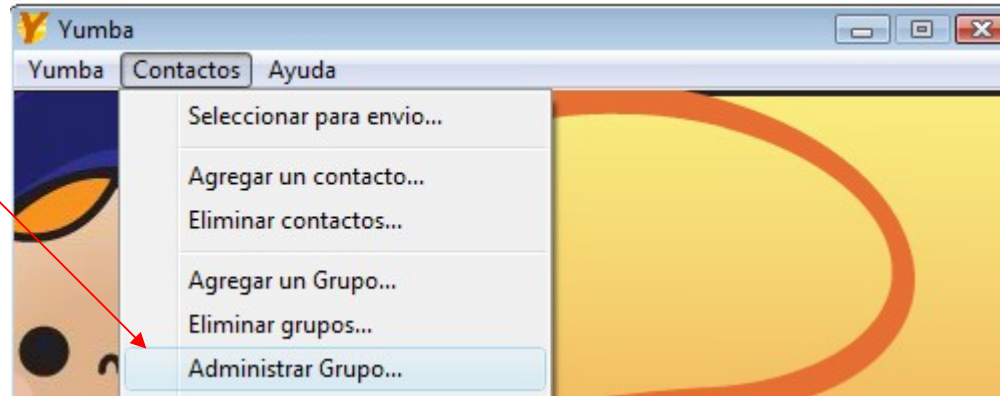 Yumba
Yumba Contactos Ayuda
Seleccionar para envio...
Agregar un contacto...
Eliminar contactos...
Agregar un Grupo...
Eliminar grupos...
Administrar Grupo...